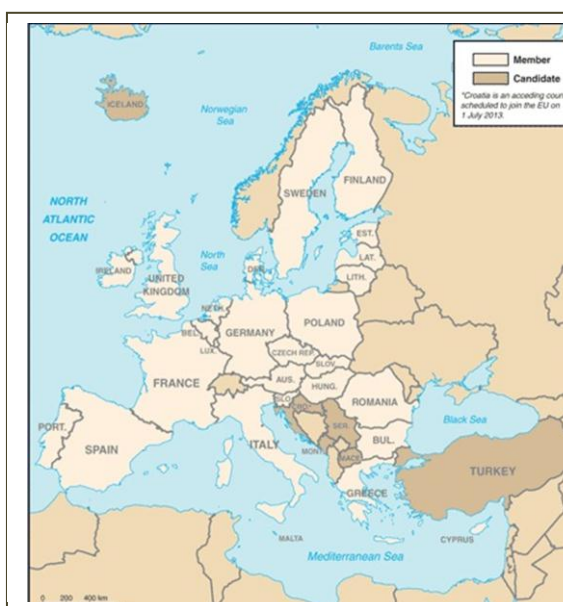 Barents Sea
Member
Candidate
*Croatia is an acceding coun
scheduled to join the EU on
1 July 2013.
ICELAND
Norwegian
Sea
NORTH
ATLANTIC
OCEAN
SWEDEN
FINLAND
EST.
LAT.
LITH.
North
Sea
DEN.
IRELAND
UNITED
KINGDOM
NETH.
BEL.
LUX.
GERMANY
POLAND
CZECH REP.
SLOV.
AUS.
HUNG.
FRANCE
SLO.
ROMANIA
SER.
Black Sea
PORT.
SPAIN
ITALY
MONT.
MACE.
BUL.
TURKEY
GREECE
MALTA
CYPRUS
Mediterranean Sea
0 200 400 km